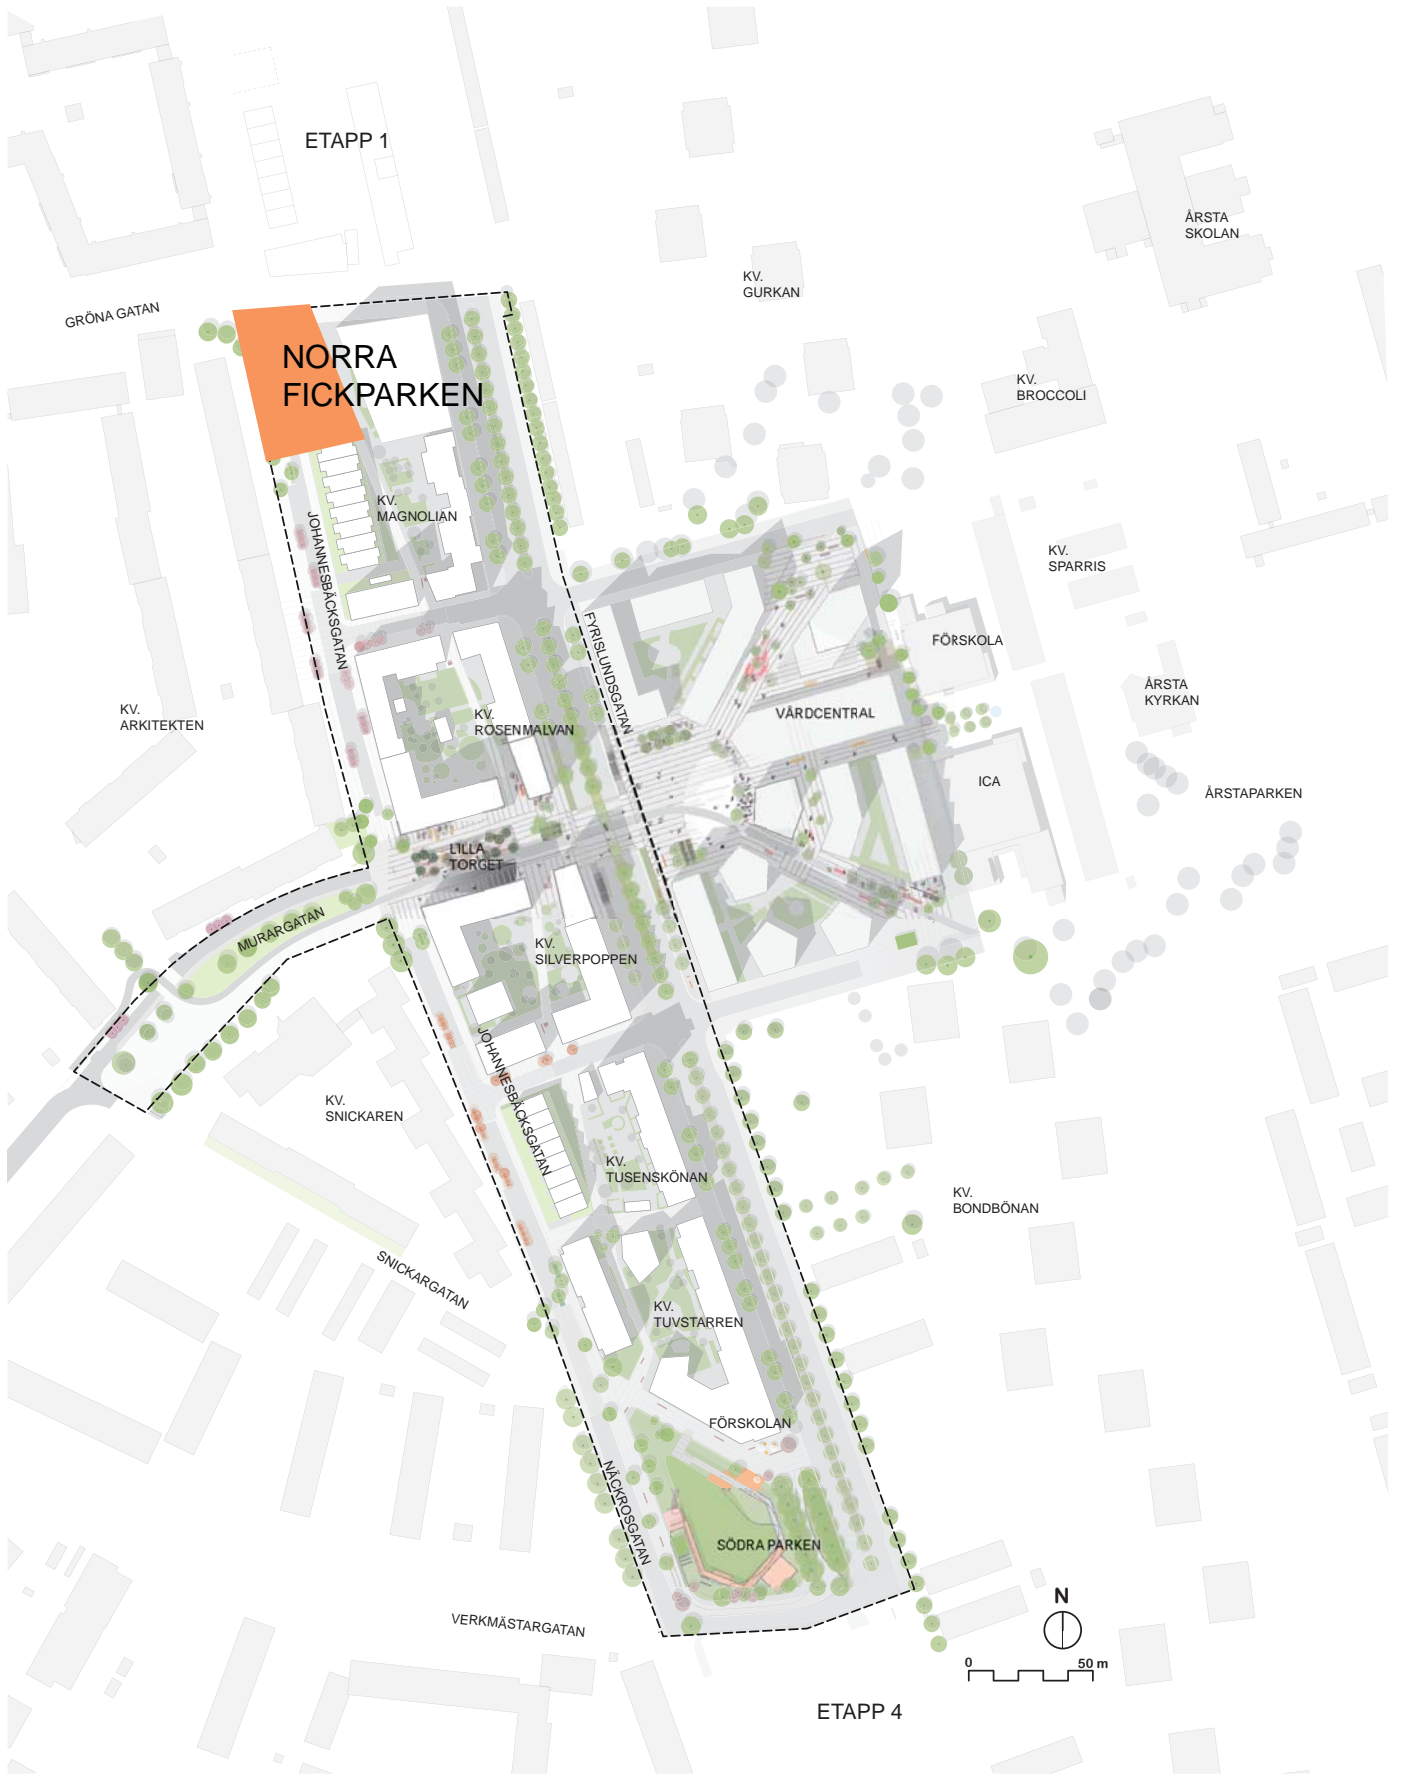 ETAPP 1
ÅRSTA
SKOLAN
KV.
GURKAN
GRÖNA GATAN
NORRA
FICKPARKEN
KV.
BROCCOLI
KV.
MAGNOLIAN
JOHANNESBÄCKSGATAN
KV.
SPARRIS
FYRISLUNDSGATAN
FÖRSKOLA
ÅRSTA
KYRKAN
KV.
ARKITEKTEN
KV.
ROSENMALVAN
VÅRDCENTRAL
ICA
ÅRSTAPARKEN
LILLA
TORGET
MURARGATAN
KV.
SILVERPOPPEN
JOHANNESBÄCKSGATAN
KV.
SNICKAREN
KV.
TUSENSKÖNAN
KV.
BONDBÖNAN
SNICKARGATAN
KV.
TUVSTARREN
FÖRSKOLAN
NÄCKROSGATAN
SÖDRA PARKEN
VERKMÄSTARGATAN
N
0 50 m
ETAPP 4